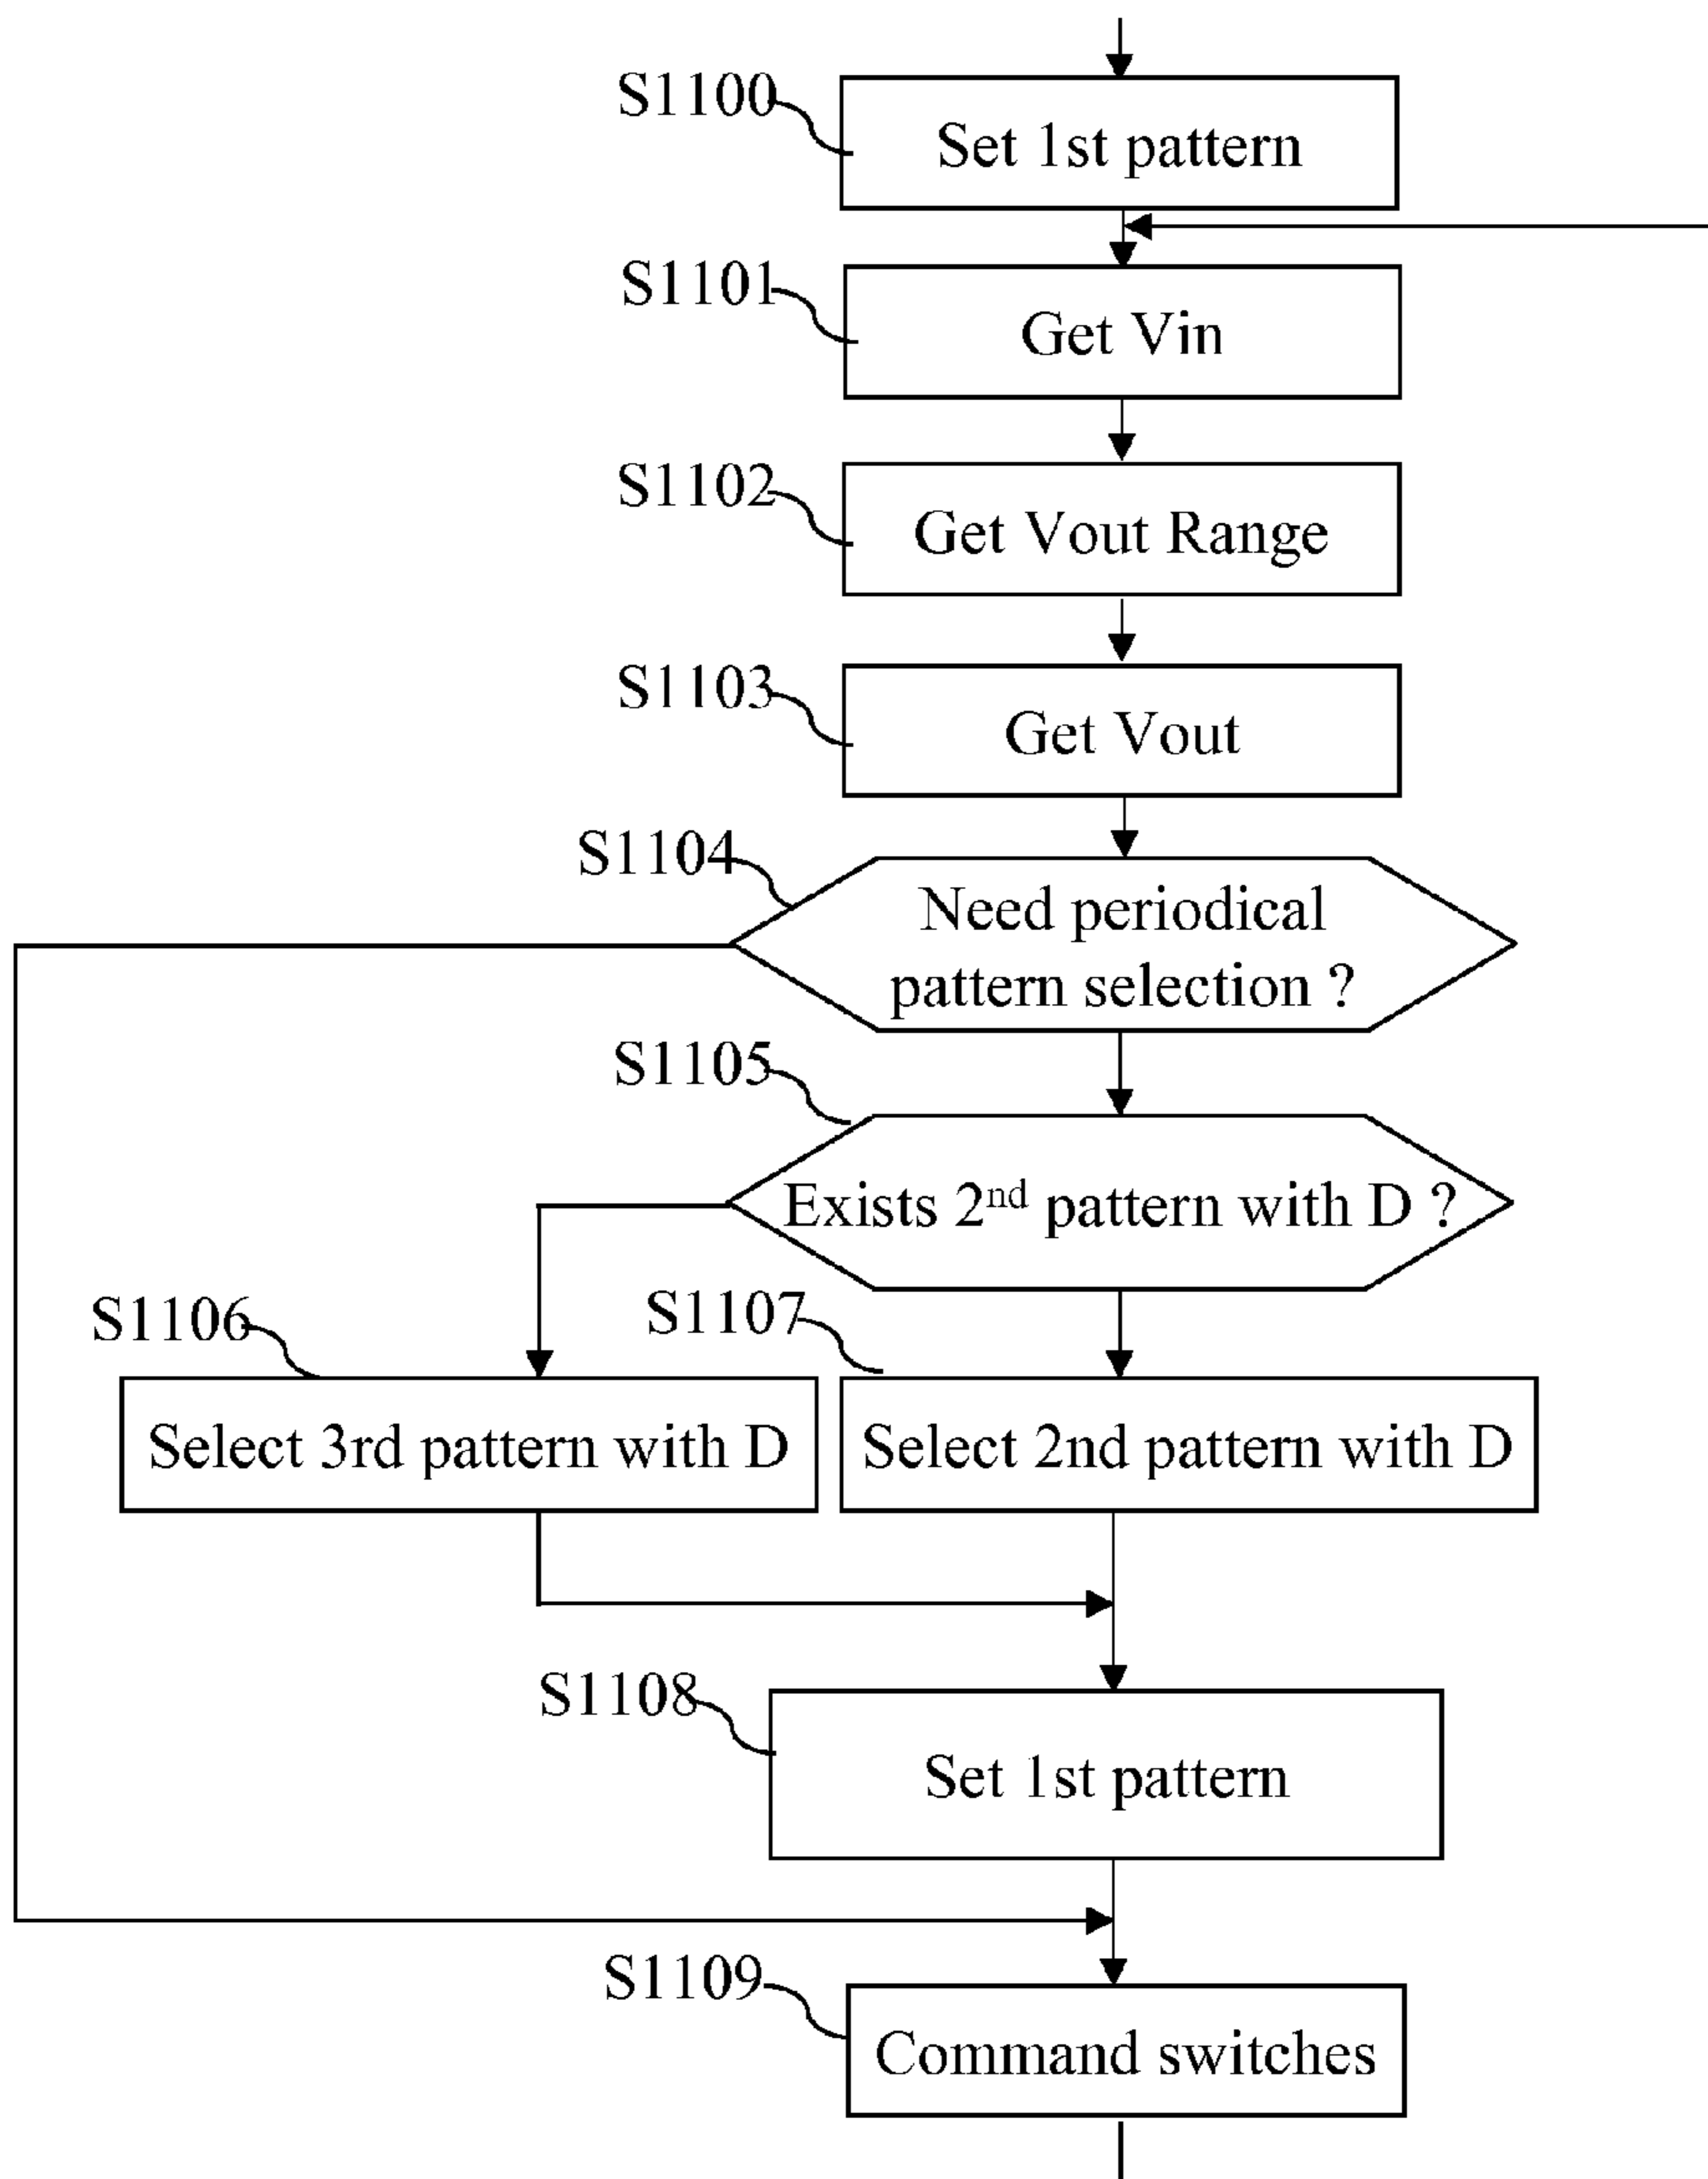 S1100
Set 1st pattern
S1101
Get Vin
S1102
Get Vout Range
S1103
Get Vout
S1104
Need periodical
pattern selection ?
S1105
Exists 2nd pattern with D ?
S1106
S1107
Select 3rd pattern with D
Select 2nd pattern with D
S1108
Set 1st pattern
S1109
Command switches